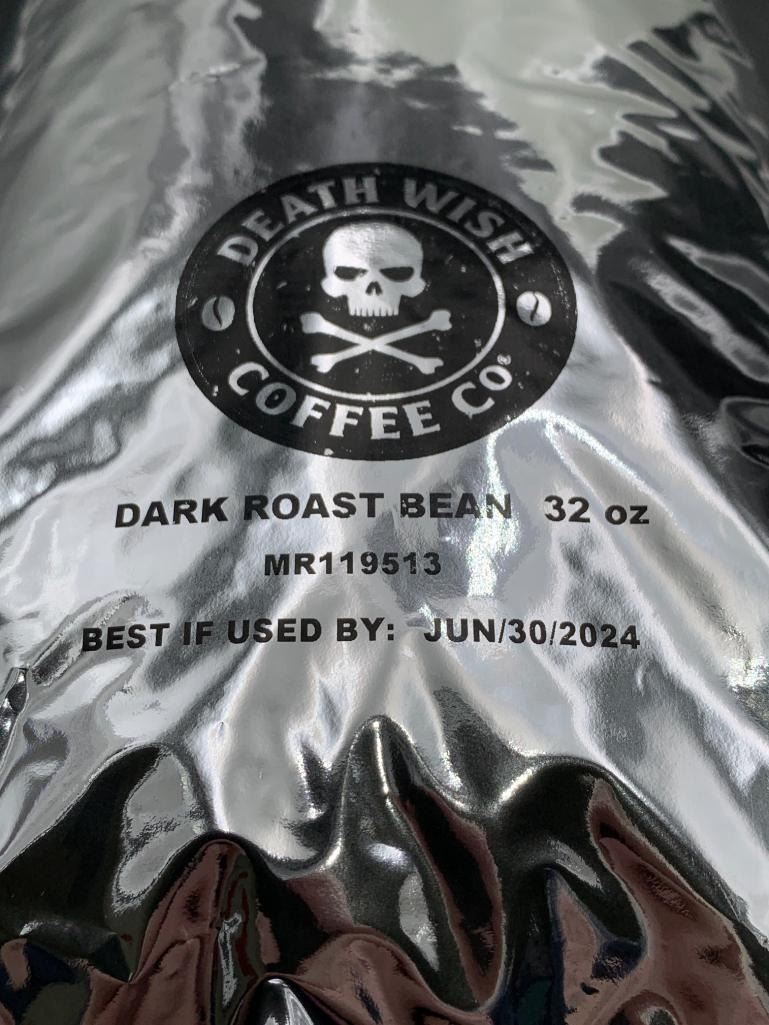 DEATH WISH
COFFEE CO®
DARK ROAST BEAN 32 oz
MR119513
BEST IF USED BY: JUN/30/2024